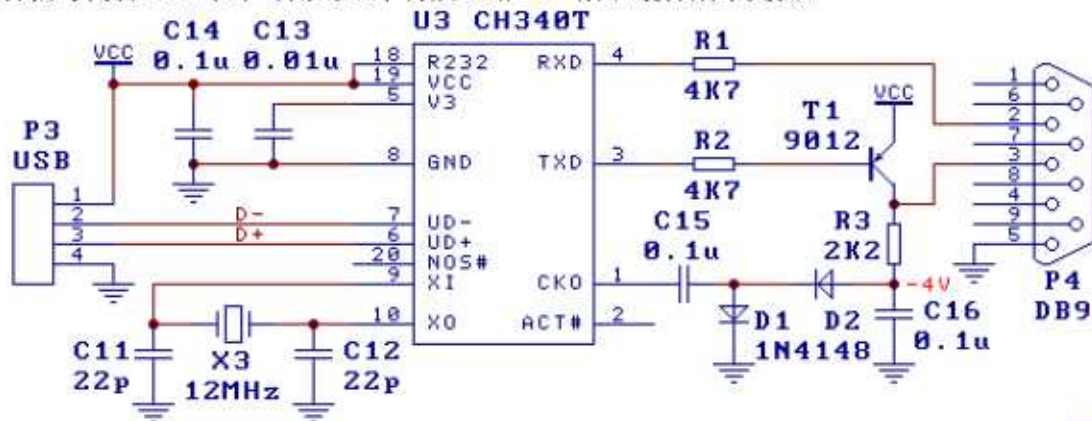 U3 CH340T
C14
C13
0.1u
0.01u
VCC
18
R232
19
VCC
5
V3
8
GND
RXD
4
R1
4K7
TXD
3
R2
4K7
T1
9012
VCC
P3
USB
1
2
3
4
D-
D+
7
UD-
6
UD+
20
NOS#
9
XI
10
XO
CKO
1
ACT#
2
C15
0.1u
R3
2K2
-4V
D1
D2
1N4148
C16
0.1u
C11
22p
X3
12MHz
C12
22p
1
6
2
7
3
8
4
9
5
P4
DB9